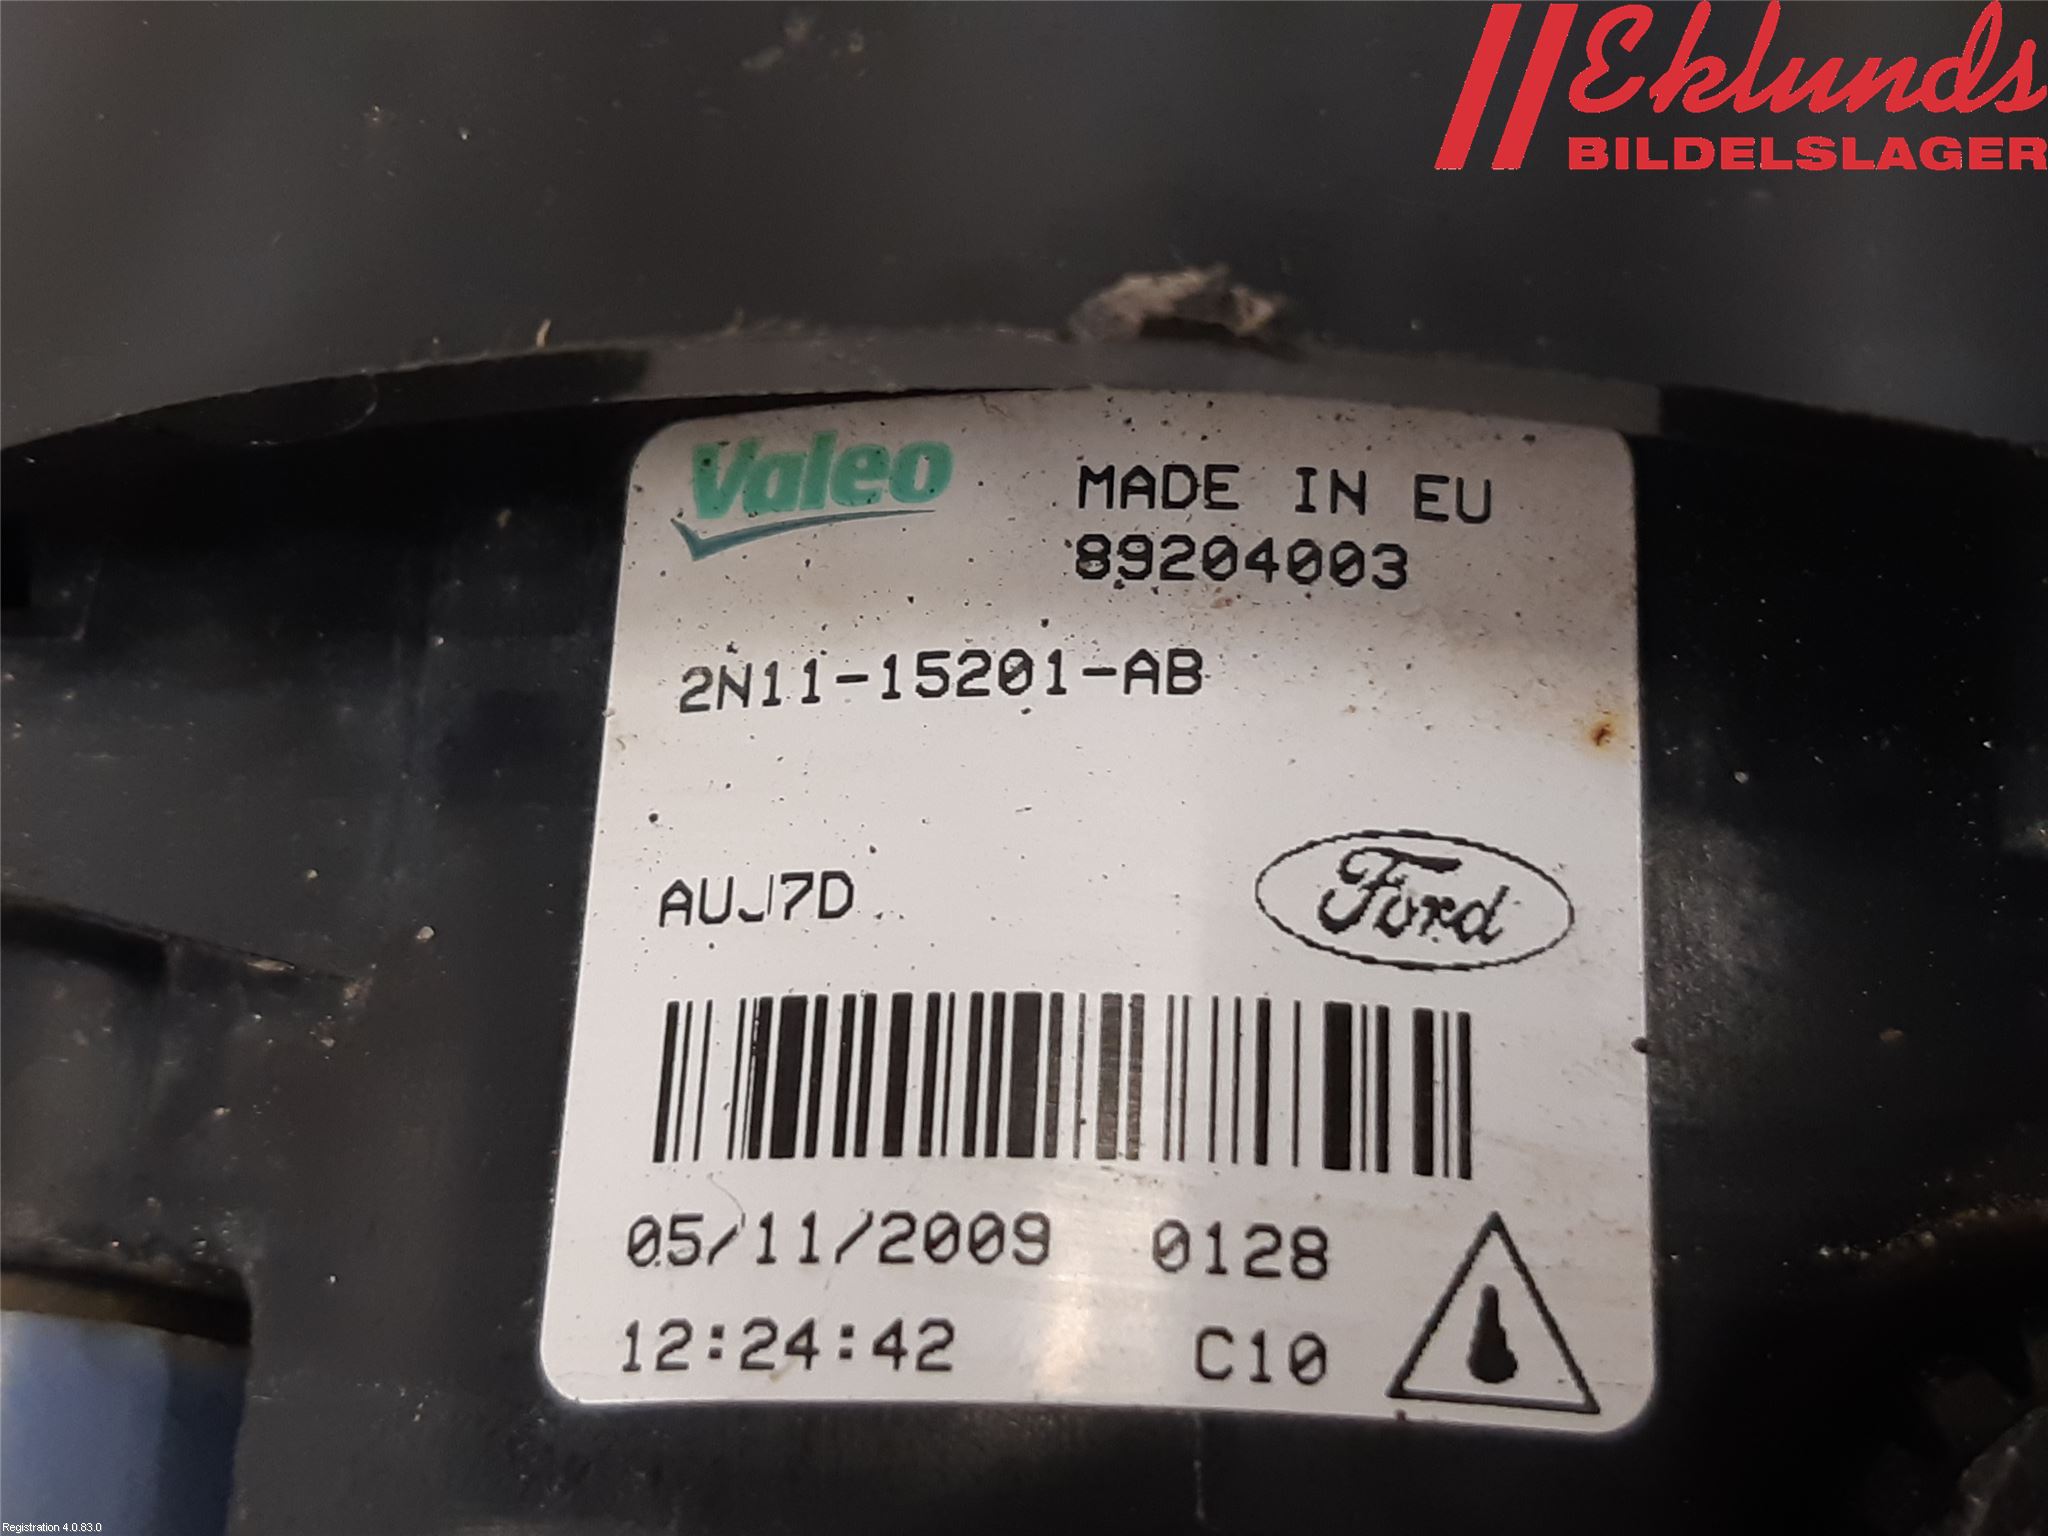 Eklunds
BILDELSLAGER
Valeo
MADE IN EU
89204003
2N11-15201-AB
AUJ7D
Ford
05/11/2009 0128
12:24:42 C10
Registration 4.0.83.0